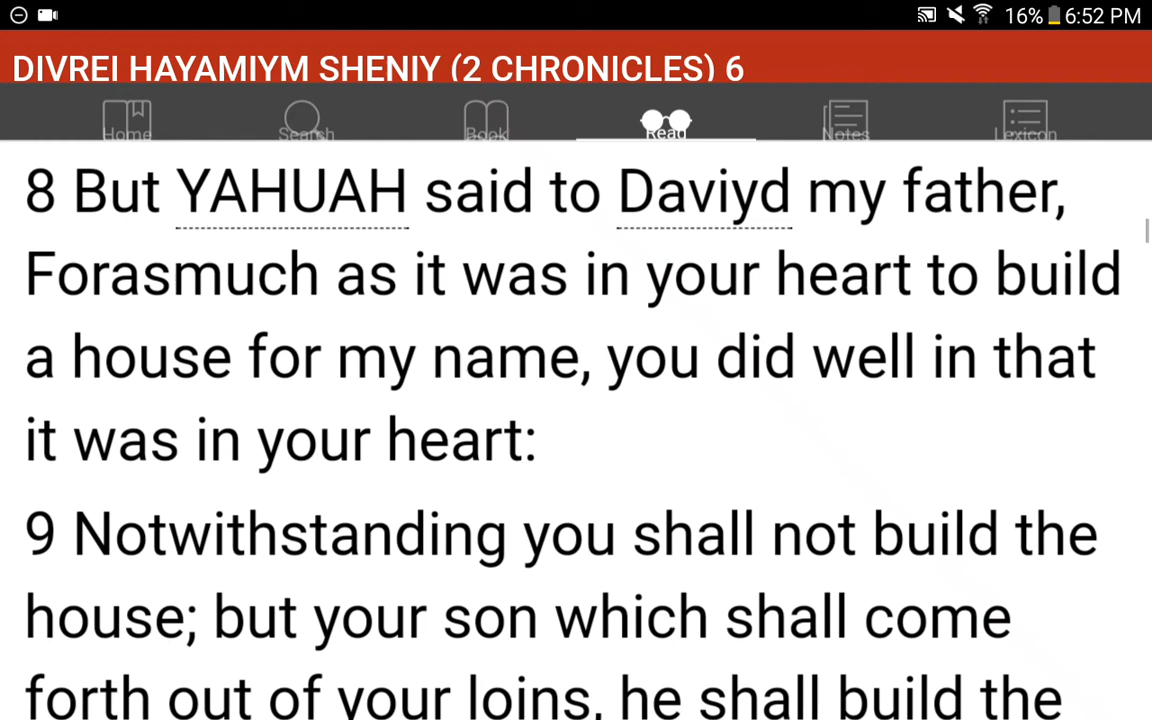 16% 6:52 PM
DIVREI HAYAMIYM SHENIY (2 CHRONICLES) 6
Home Search Book Read Notes Lexicon
8 But YAHUAH said to Daviyd my father,
Forasmuch as it was in your heart to build
a house for my name, you did well in that
it was in your heart:
9 Notwithstanding you shall not build the
house; but your son which shall come
forth out of your loins, he shall build the